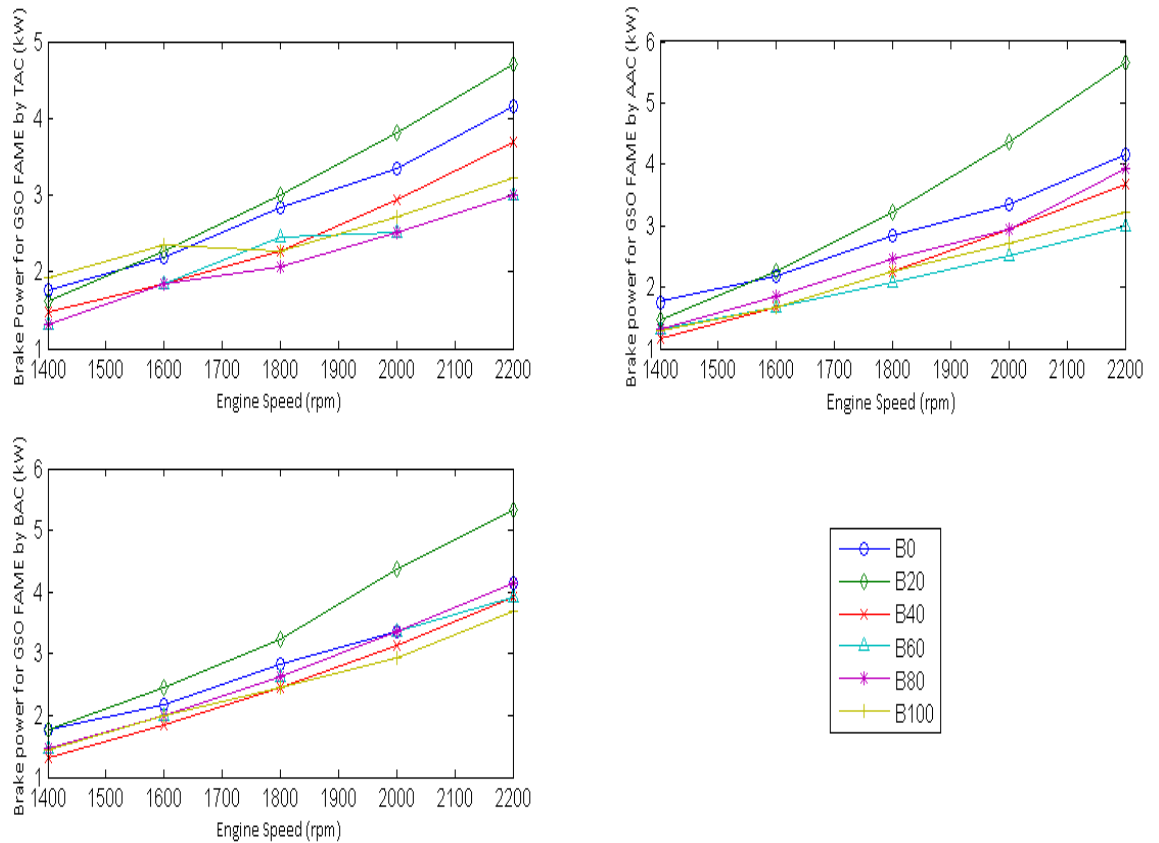 Brake Power for GSO FAME by TAC (kW)
5
4
3
2
1
1400 1500 1600 1700 1800 1900 2000 2100 2200
Engine Speed (rpm)
Brake power for GSO FAME by AAC (kW)
6
5
4
3
2
1
1400 1500 1600 1700 1800 1900 2000 2100 2200
Engine Speed (rpm)
Brake power for GSO FAME by BAC (kW)
6
5
4
3
2
1
1400 1500 1600 1700 1800 1900 2000 2100 2200
Engine Speed (rpm)
B0
B20
B40
B60
B80
B100